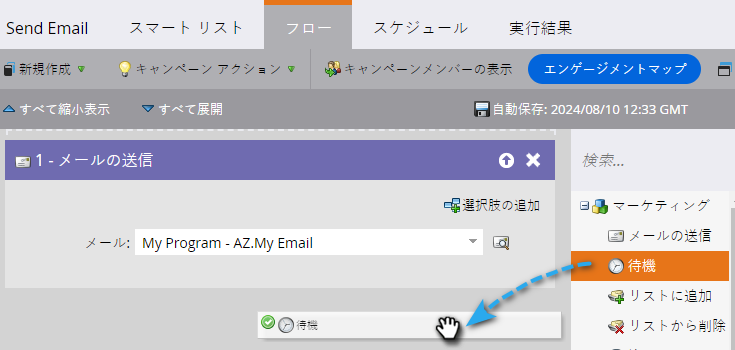 Send Email スマート リスト フロー スケジュール 実行結果
新規作成 キャンペーン アクション キャンペーンメンバーの表示 エンゲージメントマップ
すべて縮小表示 すべて展開 自動保存: 2024/08/10 12:33 GMT
1 - メールの送信
検索...
選択肢の追加
マーケティング
メール: My Program - AZ.My Email
メールの送信
待機
リストに追加
待機
リストから削除